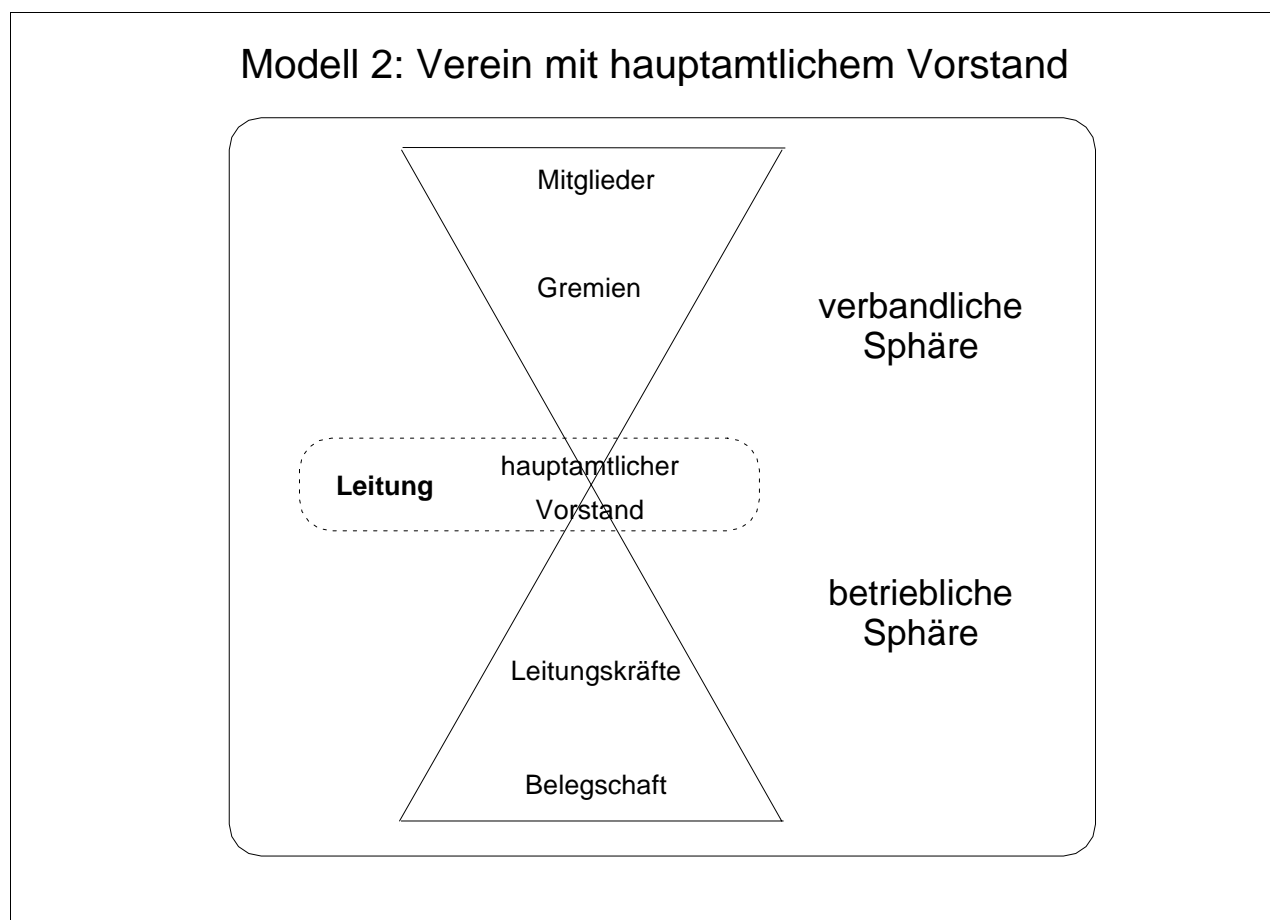 Modell 2: Verein mit hauptamtlichem Vorstand
Mitglieder
Gremien
verbandliche
Sphäre
hauptamtlicher
Leitung
Vorstand
betriebliche
Sphäre
Leitungskräfte
Belegschaft